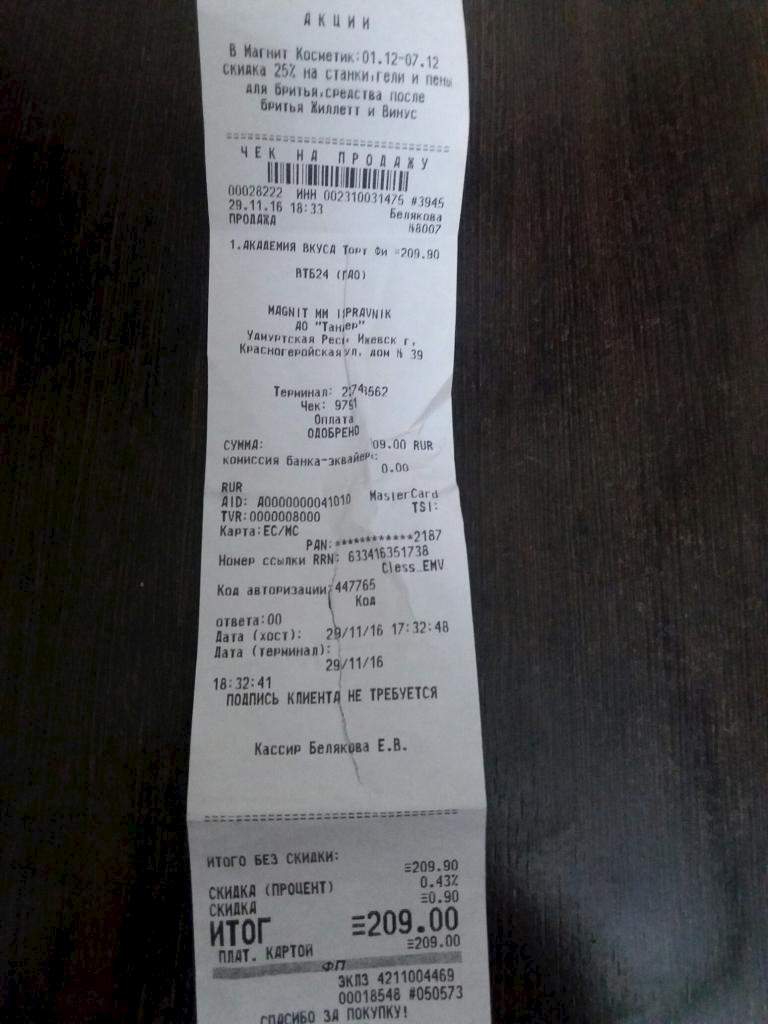 АКЦИИ
В Магнит Косметик:01.12-07.12
скидка 25% на станки,гели и пены
для бритья,средства после
бритья Жиллетт и Винус
ЧЕК НА ПРОДАЖУ
00028222 ИНН 002310031475 #3945
29.11.16 18:33 Белякова
ПРОДАЖА №8007
1.АКАДЕМИЯ ВКУСА Торт Фи =209.90
ВТБ24 (ПАО)
MAGNIT MM ISPRAVNIK
АО "Тандер"
Удмуртская Респ Ижевск г,
Красногеройская ул, дом № 39
Терминал:
Чек:
Оплата
ОДОБРЕНО
СУММА: 09.00 RUR
комиссия банка-эквайера:
0.00
RUR
AID: A0000000041010 MasterCard
TVR:0000008000 TSI:
Карта:EC/MC
PAN:************2187
Номер ссылки RRN: 633416351738
Cless_EMV
Код авторизации: 447765
Код
ответа:00
Дата (хост): 29/11/16 17:32:48
Дата (терминал):
29/11/16
18:32:41
ПОДПИСЬ КЛИЕНТА НЕ ТРЕБУЕТСЯ
Кассир Белякова Е.В.
ИТОГО БЕЗ СКИДКИ:
≡209.90
СКИДКА (ПРОЦЕНТ) 0.43%
СКИДКА ≡0.90
ИТОГ ≡209.00
ПЛАТ. КАРТОЙ ≡209.00
ФП
ЭКЛЗ 4211004469
00018548 #050573
СПАСИБО ЗА ПОКУПКУ!